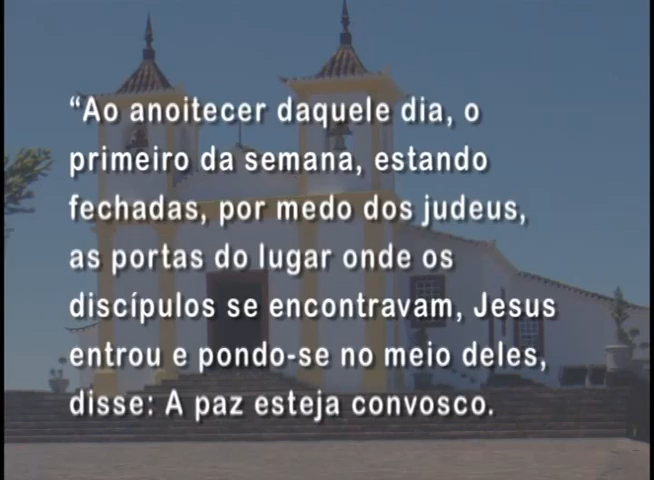 “Ao anoitecer daquele dia, o
primeiro da semana, estando
fechadas, por medo dos judeus,
as portas do lugar onde os
discípulos se encontravam, Jesus
entrou e pondo-se no meio deles,
disse: A paz esteja convosco.